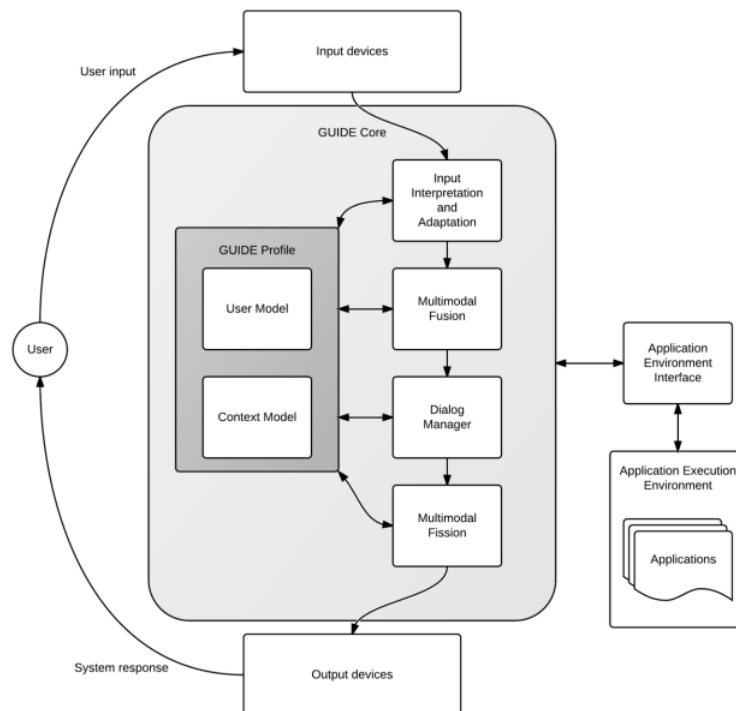 Input devices
User input
GUIDE Core
Input
Interpretation
and
Adaptation
GUIDE Profile
User Model
Multimodal
Fusion
User
Application
Environment
Interface
Context Model
Dialog
Manager
Application Execution
Environment
Multimodal
Fission
Applications
System response
Output devices